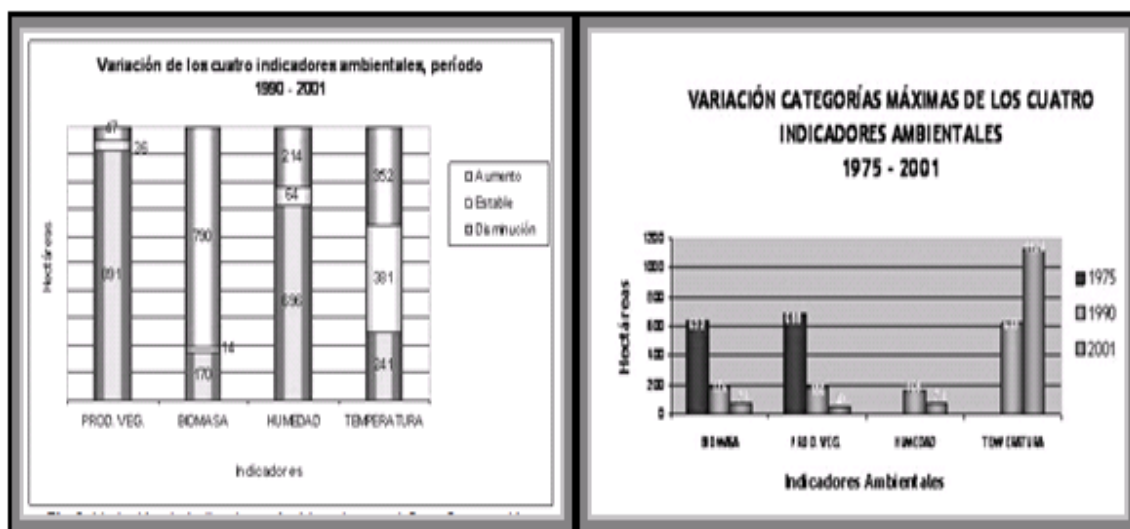 Variación de los cuatro indicadores ambientales, período
1990 - 2001
Hectáreas
47
26
891
790
14
170
214
64
696
352
381
241
Aumento
Estable
Disminución
PROD. VEG.
BIOMASA
HUMEDAD
TEMPERATURA
Indicadores
VARIACIÓN CATEGORÍAS MÁXIMAS DE LOS CUATRO
INDICADORES AMBIENTALES
1975 - 2001
Hectáreas
1200
1000
800
600
400
200
0
1975
1990
2001
BIOMASA
PROD. VEG.
HUMEDAD
TEMPERATURA
Indicadores Ambientales